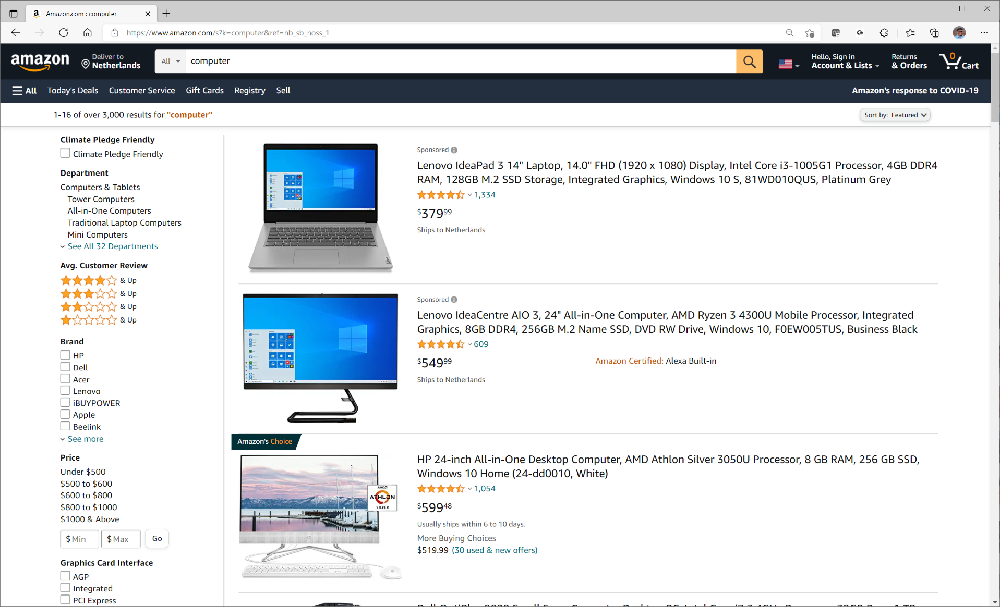 Amazon.com : computer
https://www.amazon.com/s?k=computer&ref=nb_sb_noss_1
amazon
Deliver to
Netherlands
All
computer
Hello, Sign in
Account & Lists
Returns
& Orders
0
Cart
All
Today's Deals
Customer Service
Gift Cards
Registry
Sell
Amazon's response to COVID-19
1-16 of over 3,000 results for "computer"
Sort by: Featured
Climate Pledge Friendly
Climate Pledge Friendly
Department
Computers & Tablets
Tower Computers
All-in-One Computers
Traditional Laptop Computers
Mini Computers
See All 32 Departments
Avg. Customer Review
& Up
& Up
& Up
& Up
Brand
HP
Dell
Acer
Lenovo
iBUYPOWER
Apple
Beelink
See more
Price
Under $500
$500 to $600
$600 to $800
$800 to $1000
$1000 & Above
$ Min
$ Max
Go
Graphics Card Interface
AGP
Integrated
PCI Express
Sponsored
Lenovo IdeaPad 3 14" Laptop, 14.0" FHD (1920 x 1080) Display, Intel Core i3-1005G1 Processor, 4GB DDR4
RAM, 128GB M.2 SSD Storage, Integrated Graphics, Windows 10 S, 81WD010QUS, Platinum Grey
1,334
$37999
Ships to Netherlands
Sponsored
Lenovo IdeaCentre AIO 3, 24" All-in-One Computer, AMD Ryzen 3 4300U Mobile Processor, Integrated
Graphics, 8GB DDR4, 256GB M.2 Name SSD, DVD RW Drive, Windows 10, F0EW005TUS, Business Black
609
$54999
Amazon Certified: Alexa Built-in
Ships to Netherlands
Amazon's Choice
AMD
ATHLON
SILVER
HP 24-inch All-in-One Desktop Computer, AMD Athlon Silver 3050U Processor, 8 GB RAM, 256 GB SSD,
Windows 10 Home (24-dd0010, White)
1,054
$59948
Usually ships within 6 to 10 days.
More Buying Choices
$519.99 (30 used & new offers)